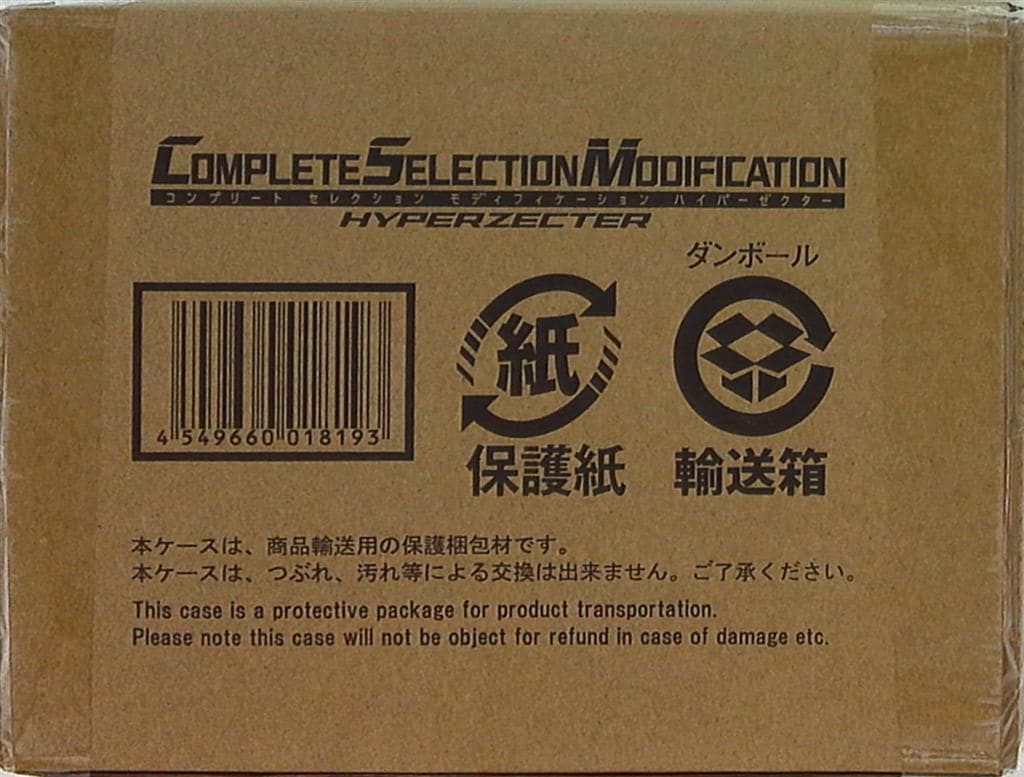 COMPLETE SELECTION MODIFICATION
コンプリート セレクション モディフィケーション ハイパーゼクター
HYPERZECTER
ダンボール
紙
4 549660 018193
保護紙
輸送箱
本ケースは、商品輸送用の保護梱包材です。
本ケースは、つぶれ、汚れ等による交換は出来ません。ご了承ください。
This case is a protective package for product transportation.
Please note this case will not be object for refund in case of damage etc.